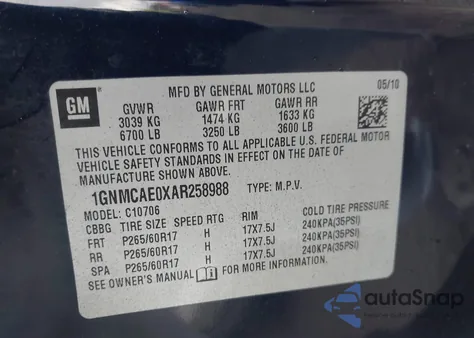 MFD BY GENERAL MOTORS LLC 05/10
GM
GVWR GAWR FRT GAWR RR
3039 KG 1474 KG 1633 KG
6700 LB 3250 LB 3600 LB
THIS VEHICLE CONFORMS TO ALL APPLICABLE U.S. FEDERAL MOTOR
VEHICLE SAFETY STANDARDS IN EFFECT ON THE DATE OF
MANUFACTURE SHOWN ABOVE.
1GNMCAE0XAR258988 TYPE: M.P.V.
MODEL: C10706
CBBG TIRE SIZE SPEED RTG RIM COLD TIRE PRESSURE
FRT P265/60R17 H 17X7.5J 240KPA(35PSI)
RR P265/60R17 H 17X7.5J 240KPA(35PSI)
SPA P265/60R17 H 17X7.5J 240KPA(35PSI)
SEE OWNER'S MANUAL FOR MORE INFORMATION.
autoSnap